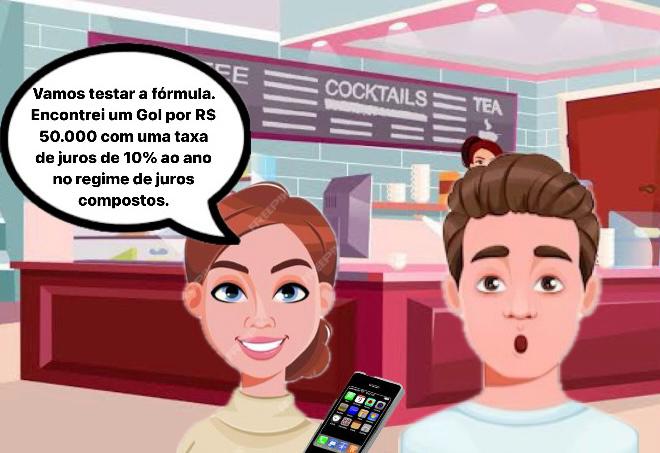 Vamos testar a fórmula.
Encontrei um Gol por R$
50.000 com uma taxa
de juros de 10% ao ano
no regime de juros
compostos.
COCKTAILS
TEA